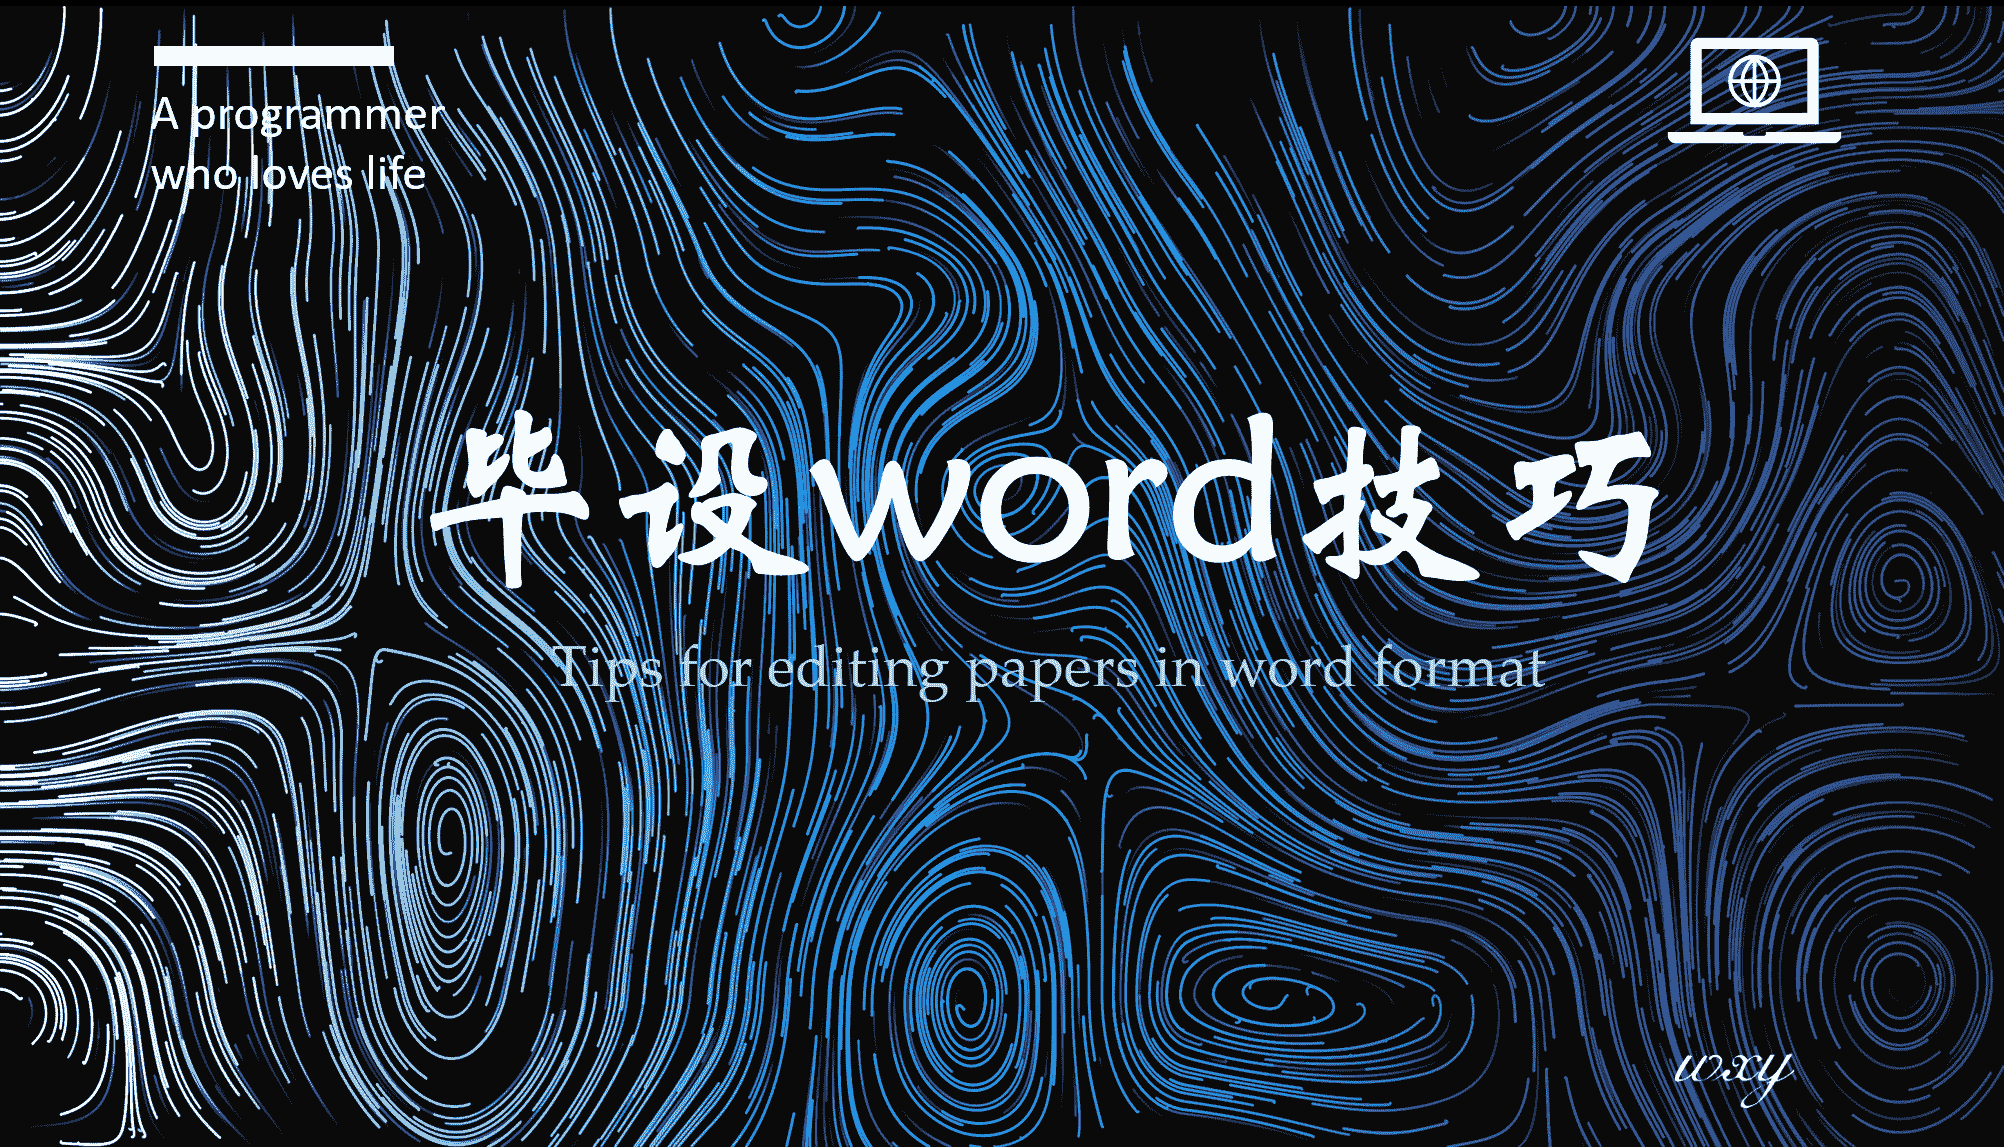 A programmer
who loves life
毕设word技巧
Tips for editing papers in word format
wxy